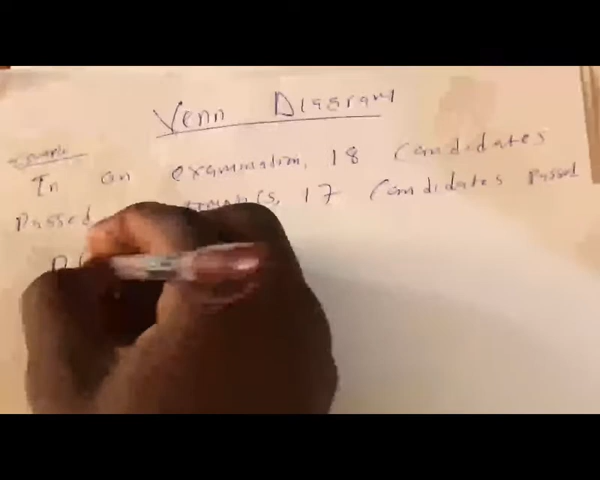 Venn Diagram
Example
In an examination, 18 Candidates
Passed 17 Candidates Passed